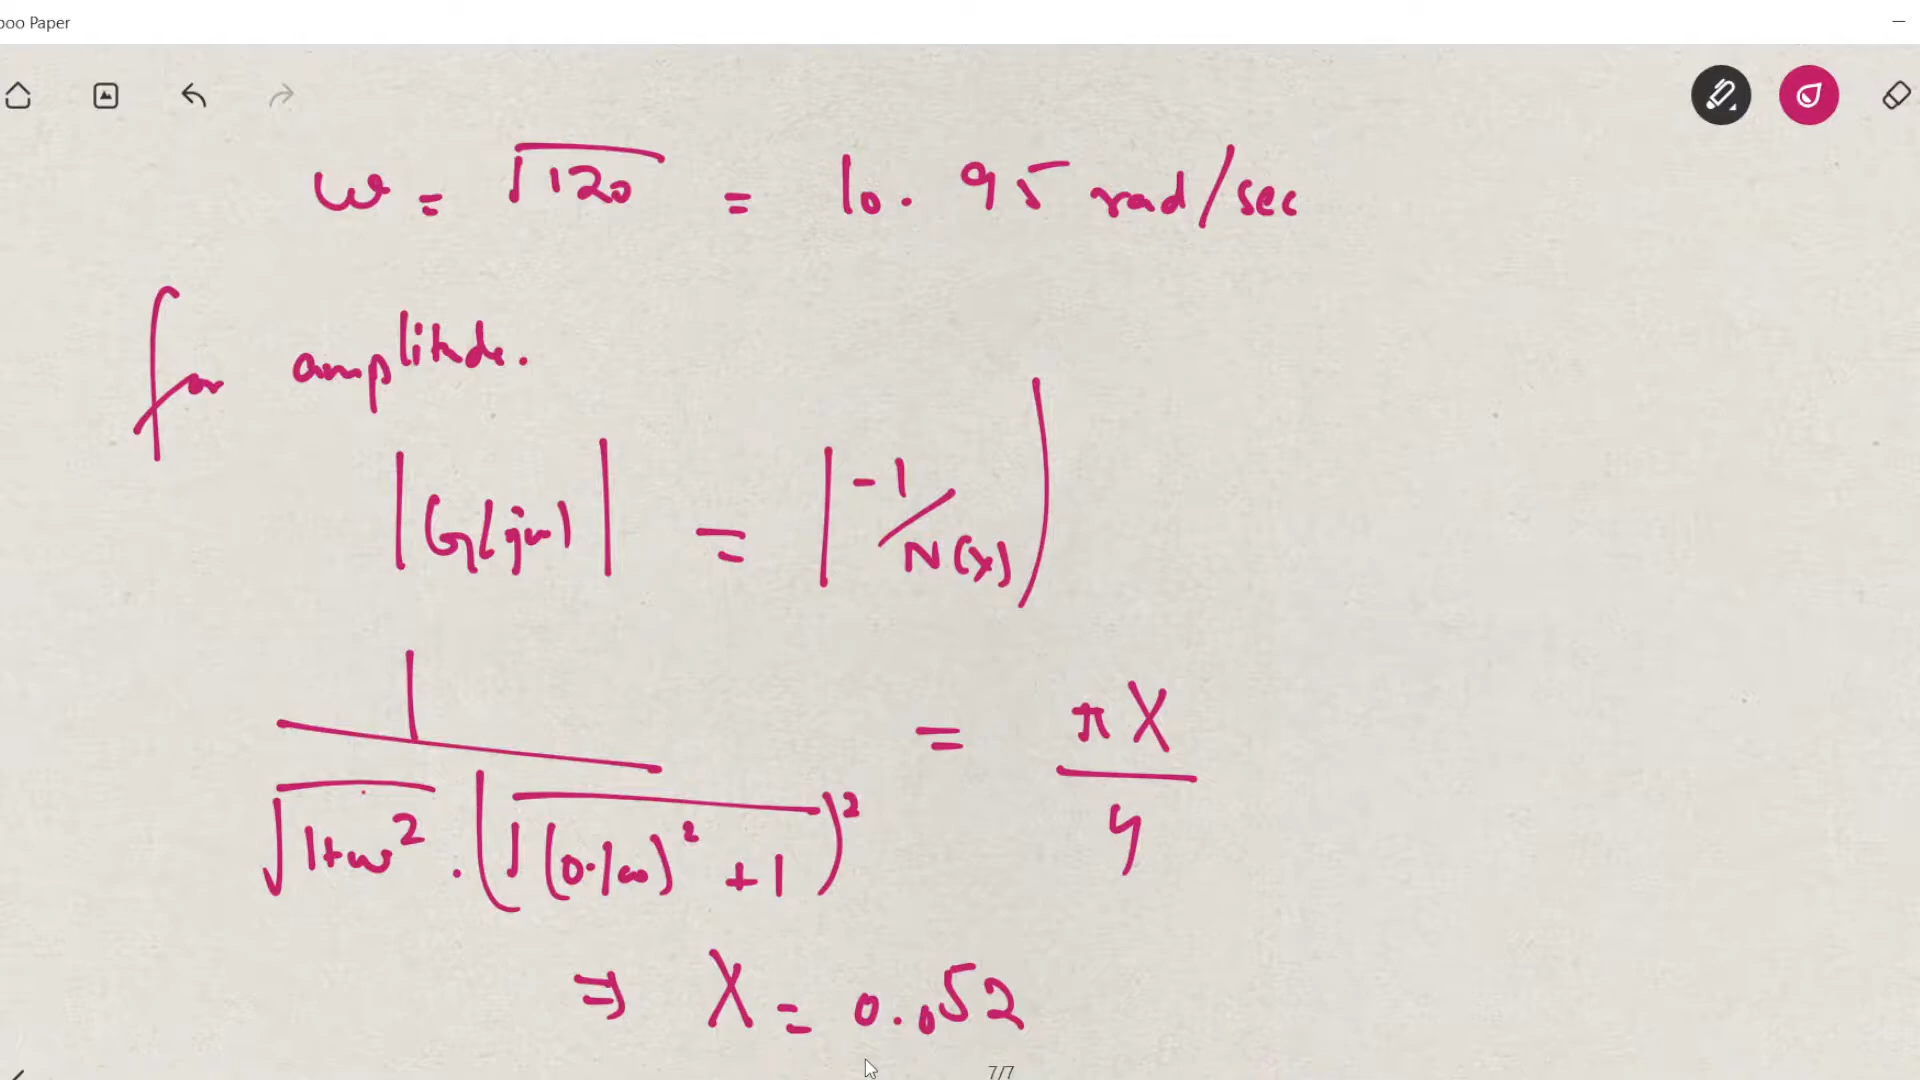 boo Paper
ω = √120 = 10.95 rad/sec
for amplitude.
|G(jω)| = |-1/N(X)|
1 / (√(1+ω²) . (√((0.1ω)² + 1))²) = πX / 4
⇒ X = 0.052
7/7